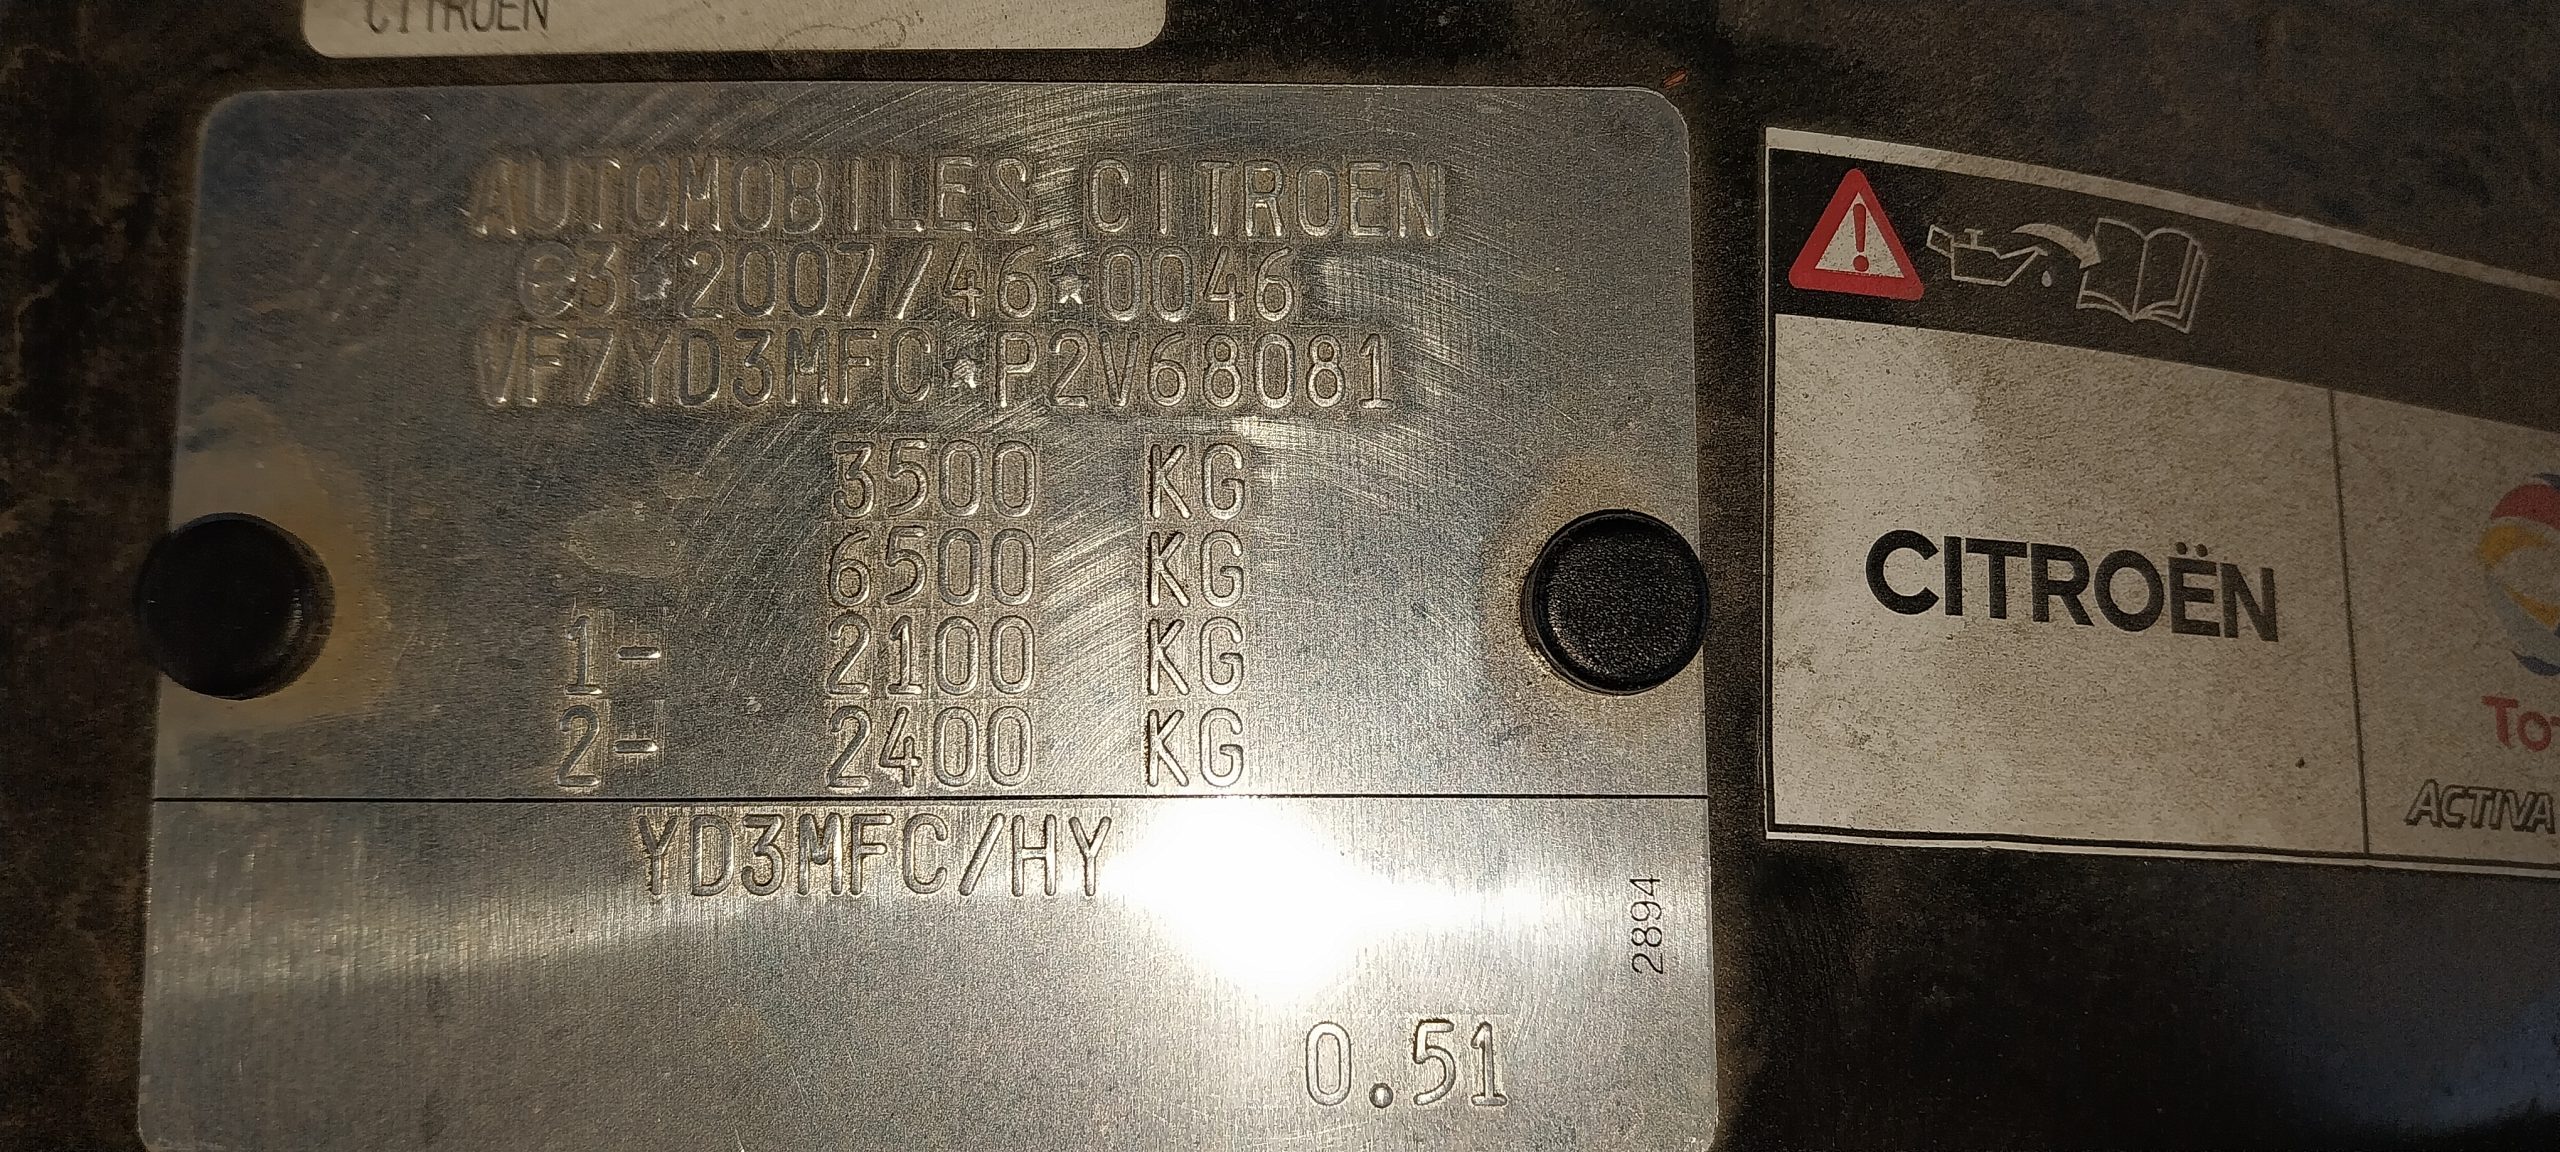 CITROEN
AUTOMOBILES CITROEN
e3*2007/46*0046
VF7YD3MFC*P2V68081
3500 KG
6500 KG
1- 2100 KG
2- 2400 KG
YD3MFC/HY
28894
0.51
CITROËN
ACTIVA